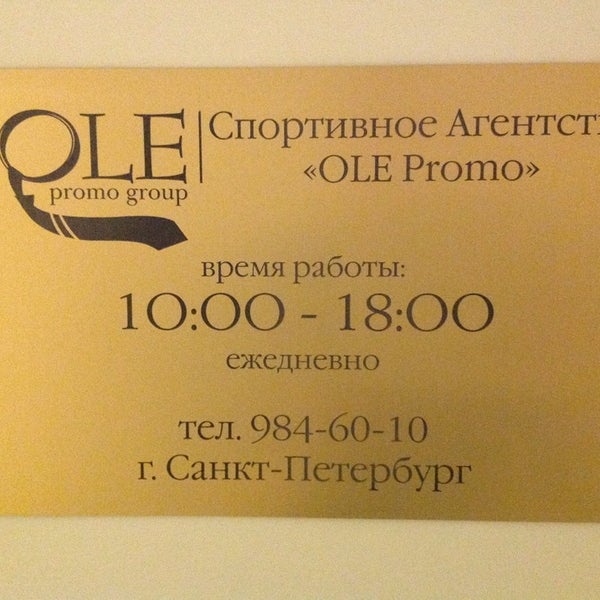 OLE
promo group
Спортивное Агентст
«OLE Promo»
время работы:
10:00 - 18:00
ежедневно
тел. 984-60-10
г. Санкт-Петербург